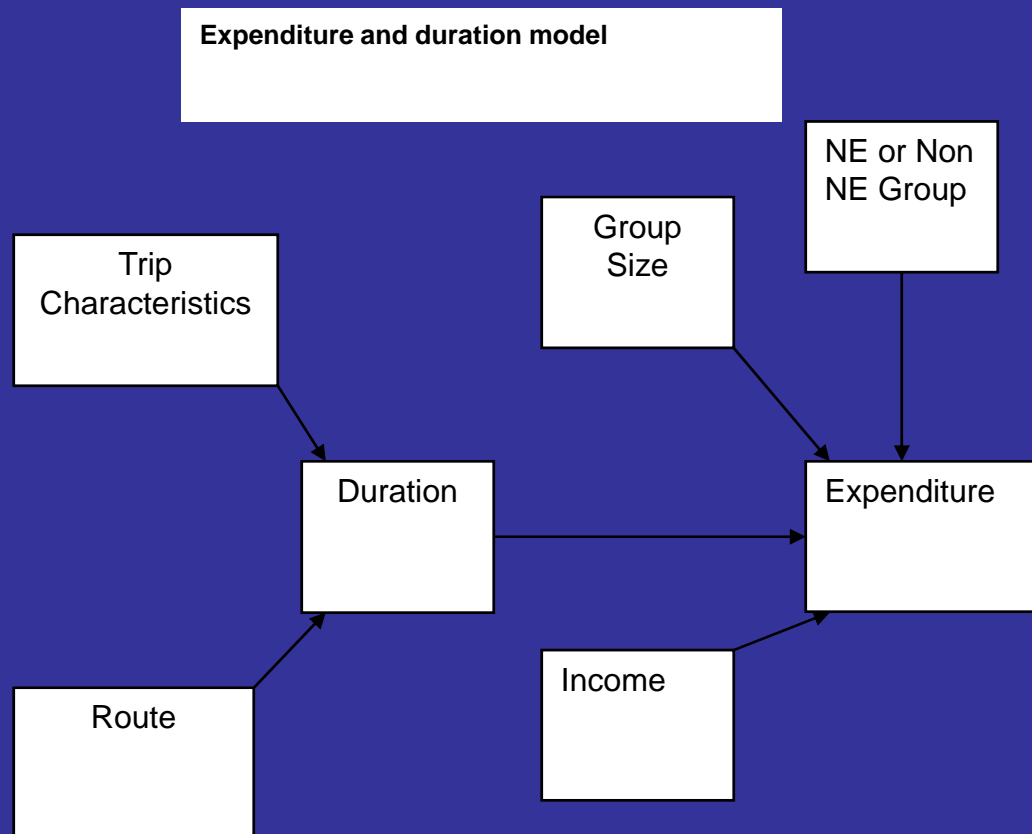 Expenditure and duration model
NE or Non
NE Group
Group
Size
Trip
Characteristics
Duration
Expenditure
Income
Route